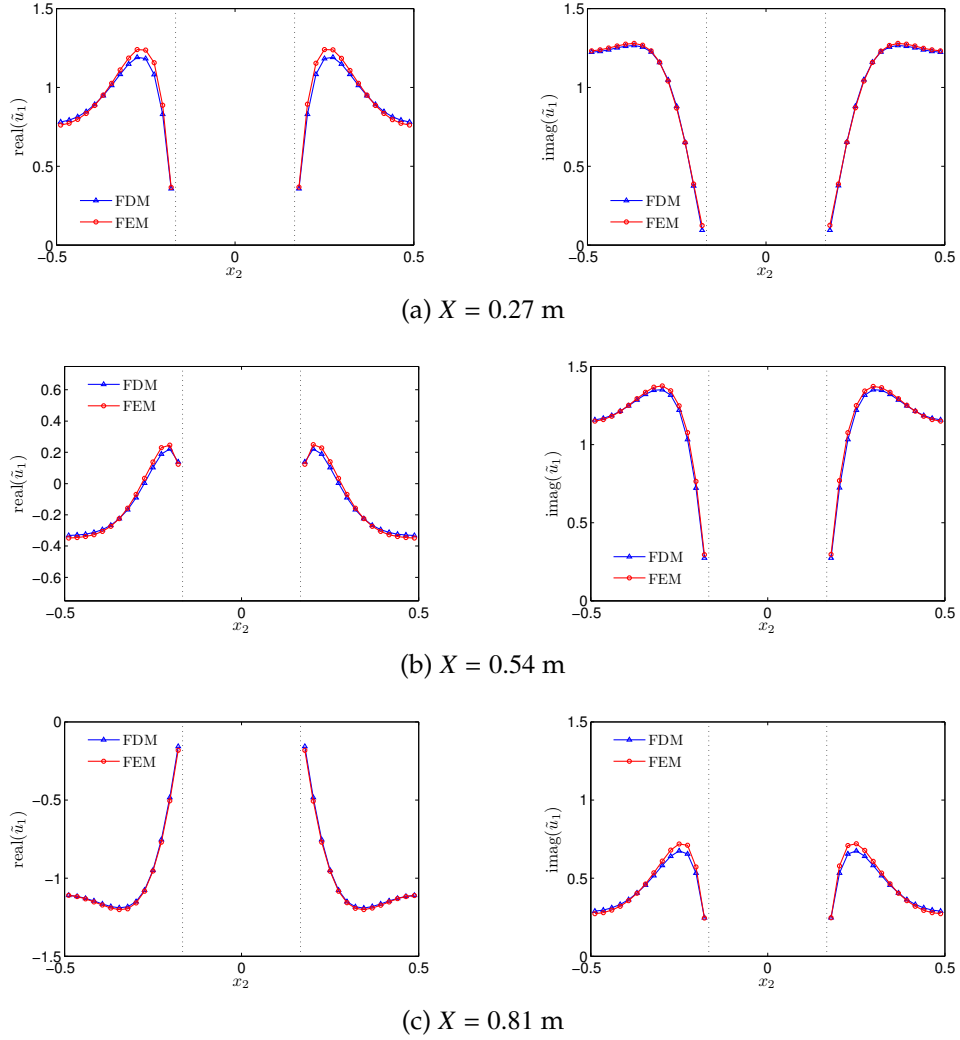 1.5
1
0.5
0
real(ũ₁)
FDM
FEM
−0.5 0 0.5
x₂
1.5
1
0.5
0
imag(ũ₁)
FDM
FEM
−0.5 0 0.5
x₂
(a) X = 0.27 m
0.6
0.4
0.2
0
−0.2
−0.4
−0.6
real(ũ₁)
FDM
FEM
−0.5 0 0.5
x₂
1.5
1
0.5
0
imag(ũ₁)
FDM
FEM
−0.5 0 0.5
x₂
(b) X = 0.54 m
0
−0.5
−1
−1.5
real(ũ₁)
FDM
FEM
−0.5 0 0.5
x₂
1.5
1
0.5
0
imag(ũ₁)
FDM
FEM
−0.5 0 0.5
x₂
(c) X = 0.81 m